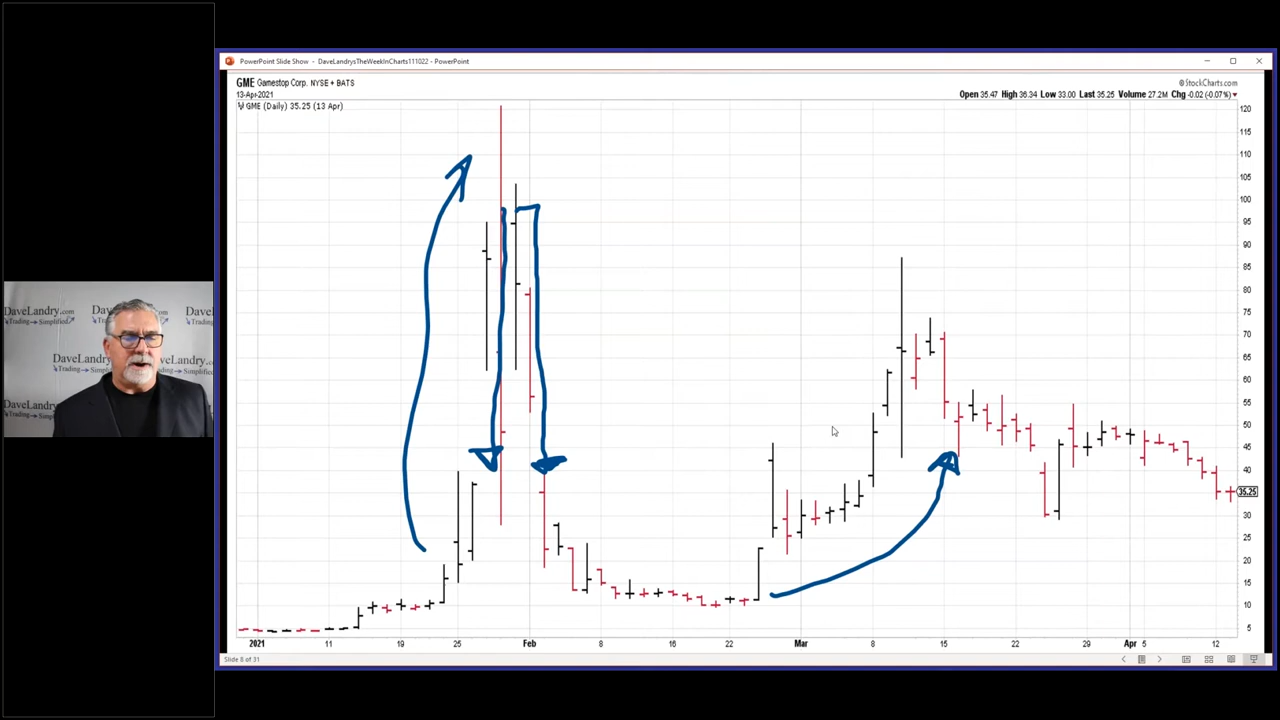 PowerPoint Slide Show - DaveLandrysTheWeekInCharts111022 - PowerPoint
GME Gamestop Corp. NYSE + BATS
© StockCharts.com
13-Apr-2021
Open 35.47 High 36.34 Low 33.00 Last 35.25 Volume 27.2M Chg -0.02 (-0.07%)
GME (Daily) 35.25 (13 Apr)
120
115
110
105
100
95
90
85
80
75
70
65
60
55
50
45
40
35.25
30
25
20
15
10
5
2021 11 19 25 Feb 8 16 22 Mar 8 15 22 29 Apr 5 12
Slide 8 of 31
DaveLandry.com
Trading Simplified